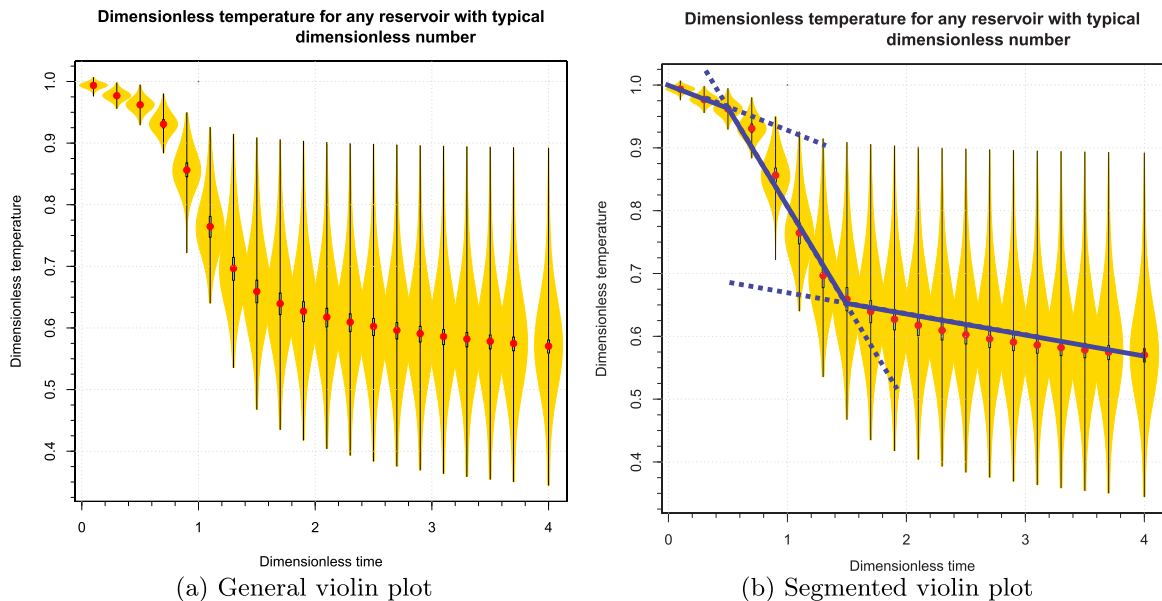 Dimensionless temperature for any reservoir with typical
dimensionless number
Dimensionless temperature
1.0
0.9
0.8
0.7
0.6
0.5
0.4
0
1
2
3
4
Dimensionless time
(a) General violin plot
Dimensionless temperature for any reservoir with typical
dimensionless number
Dimensionless temperature
1.0
0.9
0.8
0.7
0.6
0.5
0.4
0
1
2
3
4
Dimensionless time
(b) Segmented violin plot